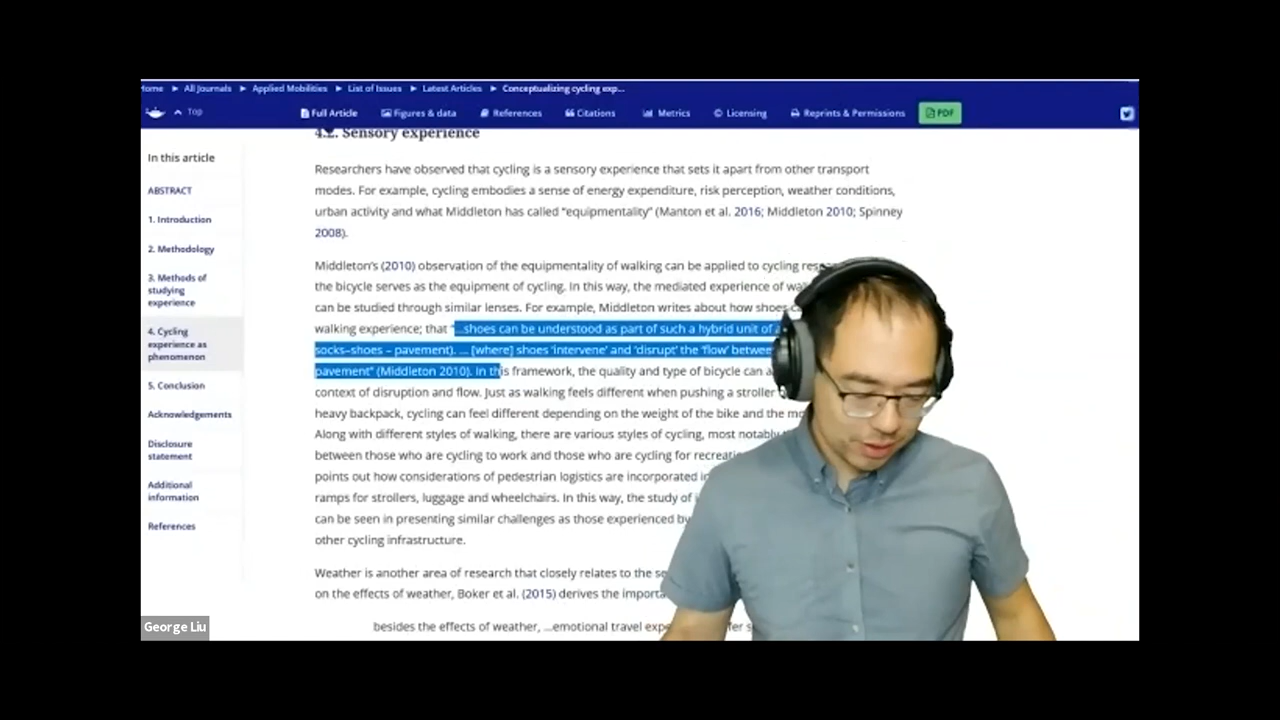 Home ▶ All Journals ▶ Applied Mobilities ▶ List of Issues ▶ Latest Articles ▶ Conceptualizing cycling exp...
Top
Full Article
Figures & data
References
Citations
Metrics
Licensing
Reprints & Permissions
PDF
In this article
ABSTRACT
1. Introduction
2. Methodology
3. Methods of
studying
experience
4. Cycling
experience as
phenomenon
5. Conclusion
Acknowledgements
Disclosure
statement
Additional
information
References
4.2. Sensory experience
Researchers have observed that cycling is a sensory experience that sets it apart from other transport
modes. For example, cycling embodies a sense of energy expenditure, risk perception, weather conditions,
urban activity and what Middleton has called “equipmentality” (Manton et al. 2016; Middleton 2010; Spinney
2008).
Middleton’s (2010) observation of the equipmentality of walking can be applied to cycling
the bicycle serves as the equipment of cycling. In this way, the mediated experience of
can be studied through similar lenses. For example, Middleton writes about how shoes
walking experience; that “...shoes can be understood as part of such a hybrid unit of
socks–shoes – pavement). ... [where] shoes ‘intervene’ and ‘disrupt’ the ‘flow’
pavement” (Middleton 2010). In this framework, the quality and type of bicycle can
context of disruption and flow. Just as walking feels different when pushing a stroller
heavy backpack, cycling can feel different depending on the weight of the bike and the
Along with different styles of walking, there are various styles of cycling, most notably
between those who are cycling to work and those who are cycling for
points out how considerations of pedestrian logistics are incorporated
ramps for strollers, luggage and wheelchairs. In this way, the study of
can be seen in presenting similar challenges as those experienced
other cycling infrastructure.
Weather is another area of research that closely relates to the
on the effects of weather, Boker et al. (2015) derives the
besides the effects of weather, ...emotional travel
George Liu